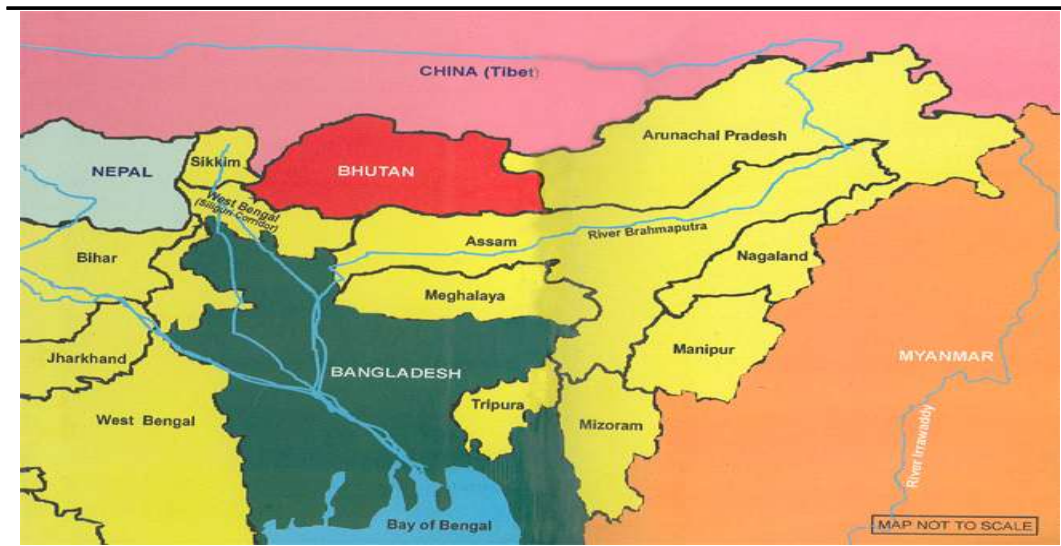 CHINA (Tibet)
Arunachal Pradesh
Sikkim
NEPAL
BHUTAN
West Bengal
(Siliguri Corridor)
River Brahmaputra
Assam
Bihar
Nagaland
Meghalaya
Manipur
Jharkhand
MYANMAR
BANGLADESH
Tripura
West Bengal
Mizoram
River Irrawaddy
Bay of Bengal
MAP NOT TO SCALE